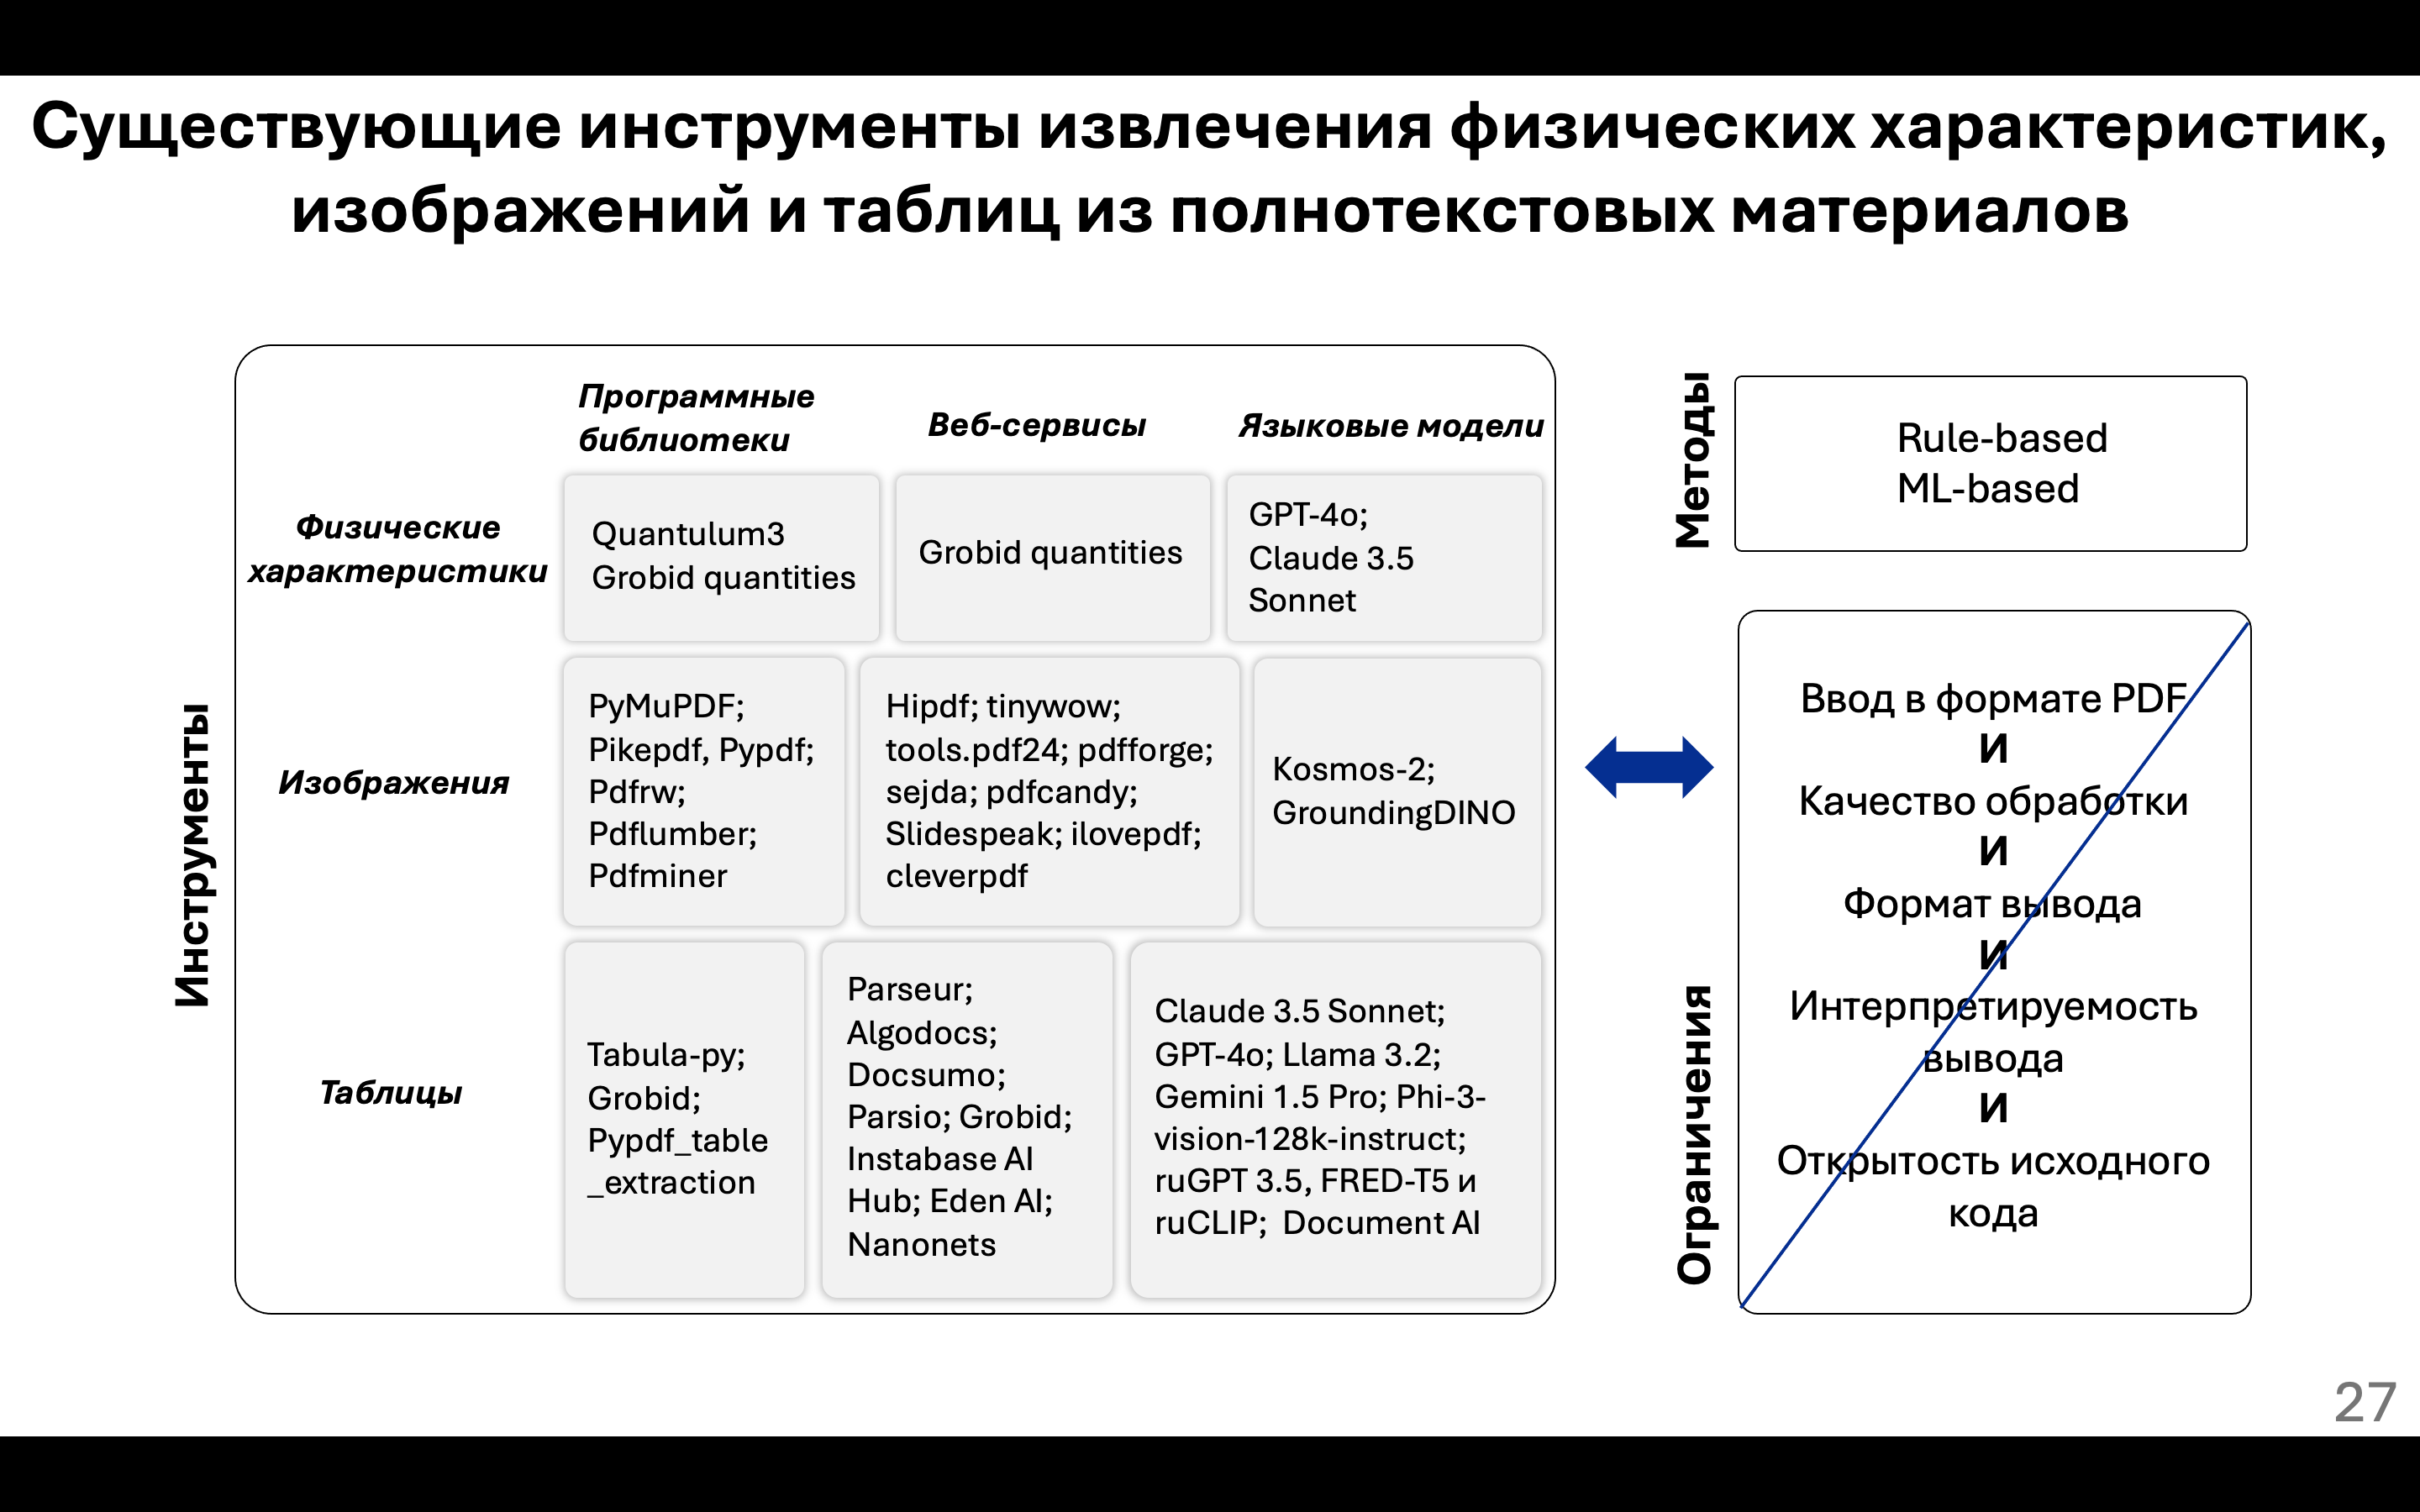 Существующие инструменты извлечения физических характеристик,
изображений и таблиц из полнотекстовых материалов
Инструменты
Программные
библиотеки
Веб-сервисы
Языковые модели
Физические
характеристики
Quantulum3
Grobid quantities
Grobid quantities
GPT-4o;
Claude 3.5
Sonnet
Изображения
PyMuPDF;
Pikepdf, Pypdf;
Pdfrw;
Pdflumber;
Pdfminer
Hipdf; tinywow;
tools.pdf24; pdfforge;
sejda; pdfcandy;
Slidespeak; ilovepdf;
cleverpdf
Kosmos-2;
GroundingDINO
Таблицы
Tabula-py;
Grobid;
Pypdf_table
_extraction
Parseur;
Algodocs;
Docsumo;
Parsio; Grobid;
Instabase AI
Hub; Eden AI;
Nanonets
Claude 3.5 Sonnet;
GPT-4o; Llama 3.2;
Gemini 1.5 Pro; Phi-3-
vision-128k-instruct;
ruGPT 3.5, FRED-T5 и
ruCLIP; Document AI
Методы
Rule-based
ML-based
Ограничения
Ввод в формате PDF
И
Качество обработки
И
Формат вывода
И
Интерпретируемость
вывода
И
Открытость исходного
кода
27